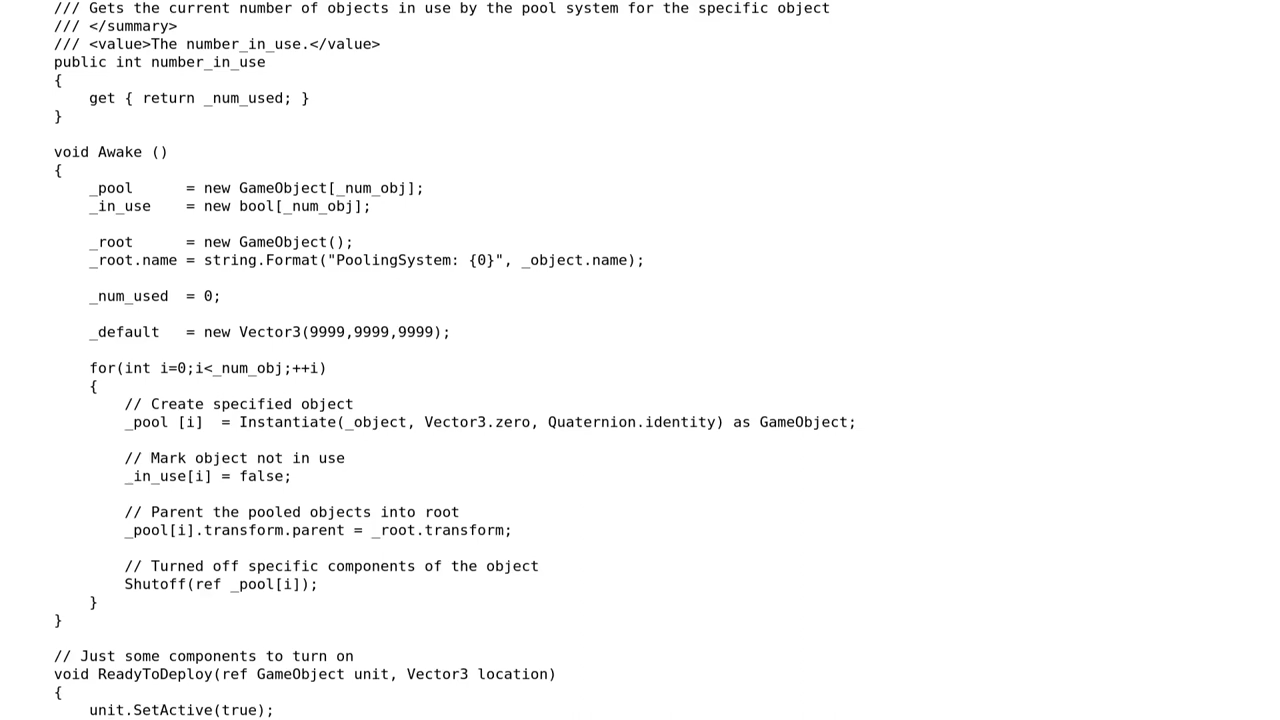 /// Gets the current number of objects in use by the pool system for the specific object
/// </summary>
/// <value>The number_in_use.</value>
public int number_in_use
{
    get { return _num_used; }
}

void Awake ()
{
    _pool      = new GameObject[_num_obj];
    _in_use    = new bool[_num_obj];

    _root      = new GameObject();
    _root.name = string.Format("PoolingSystem: {0}", _object.name);

    _num_used  = 0;

    _default   = new Vector3(9999,9999,9999);

    for(int i=0;i<_num_obj;++i)
    {
        // Create specified object
        _pool [i]  = Instantiate(_object, Vector3.zero, Quaternion.identity) as GameObject;

        // Mark object not in use
        _in_use[i] = false;

        // Parent the pooled objects into root
        _pool[i].transform.parent = _root.transform;

        // Turned off specific components of the object
        Shutoff(ref _pool[i]);
    }
}

// Just some components to turn on
void ReadyToDeploy(ref GameObject unit, Vector3 location)
{
    unit.SetActive(true);